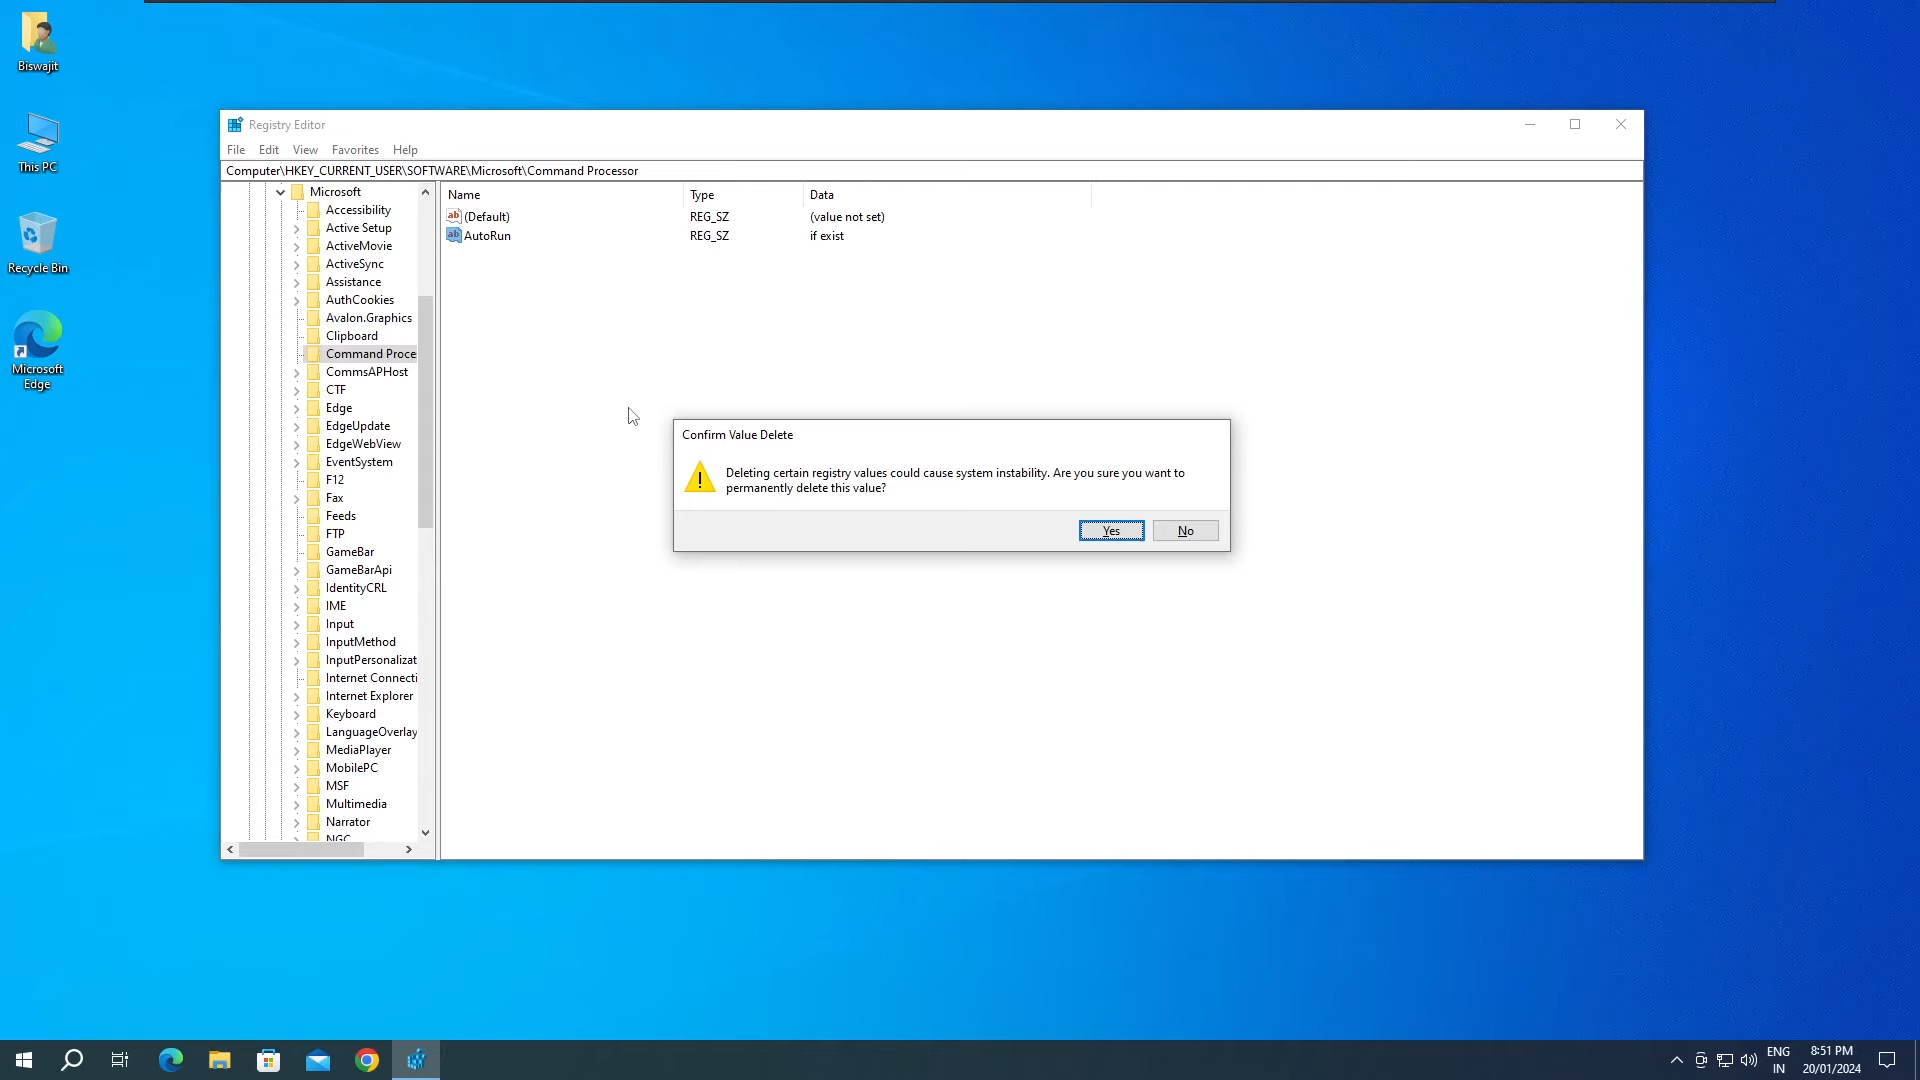 Biswajit
This PC
Recycle Bin
Microsoft
Edge
Registry Editor
File Edit View Favorites Help
Computer\HKEY_CURRENT_USER\SOFTWARE\Microsoft\Command Processor
Microsoft
Accessibility
Active Setup
ActiveMovie
ActiveSync
Assistance
AuthCookies
Avalon.Graphics
Clipboard
Command Proce
CommsAPHost
CTF
Edge
EdgeUpdate
EdgeWebView
EventSystem
F12
Fax
Feeds
FTP
GameBar
GameBarApi
IdentityCRL
IME
Input
InputMethod
InputPersonalizat
Internet Connecti
Internet Explorer
Keyboard
LanguageOverlay
MediaPlayer
MobilePC
MSF
Multimedia
Narrator
NGC
Name Type Data
(Default) REG_SZ (value not set)
AutoRun REG_SZ if exist
Confirm Value Delete
Deleting certain registry values could cause system instability. Are you sure you want to
permanently delete this value?
Yes No
ENG
IN
8:51 PM
20/01/2024